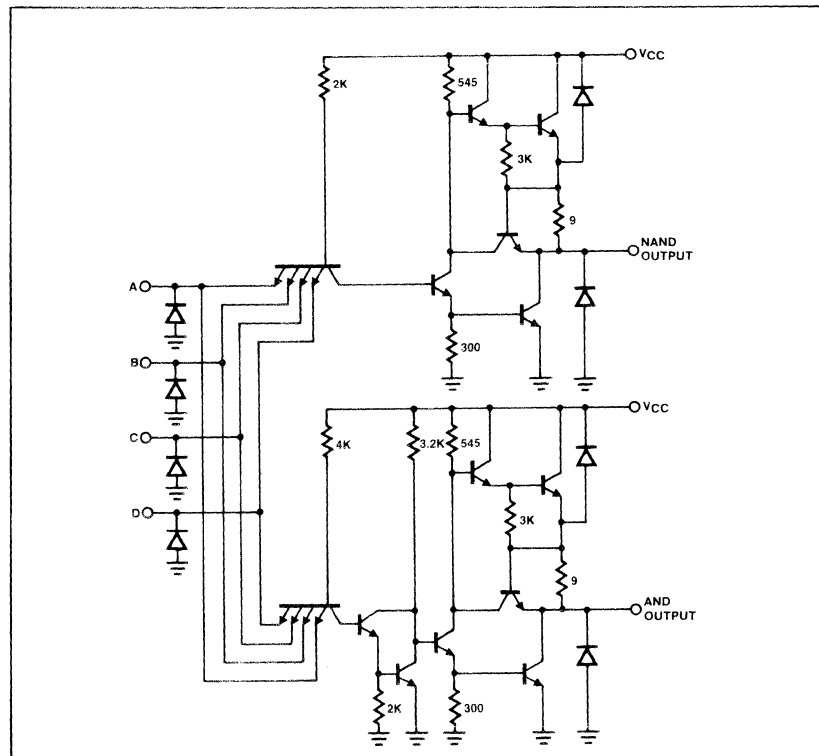 VCC
2K
545
3K
9
NAND
OUTPUT
A
300
B
VCC
C
4K
3.2K
545
D
3K
9
AND
OUTPUT
2K
300